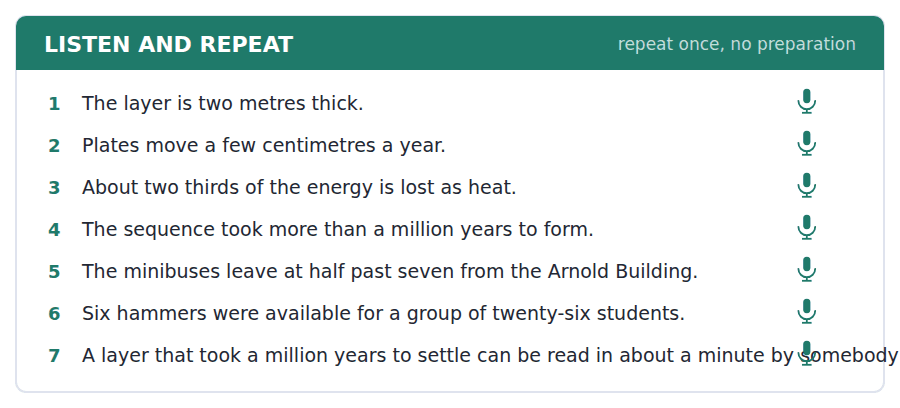 LISTEN AND REPEAT
repeat once, no preparation
1 The layer is two metres thick.
2 Plates move a few centimetres a year.
3 About two thirds of the energy is lost as heat.
4 The sequence took more than a million years to form.
5 The minibuses leave at half past seven from the Arnold Building.
6 Six hammers were available for a group of twenty-six students.
7 A layer that took a million years to settle can be read in about a minute by somebody